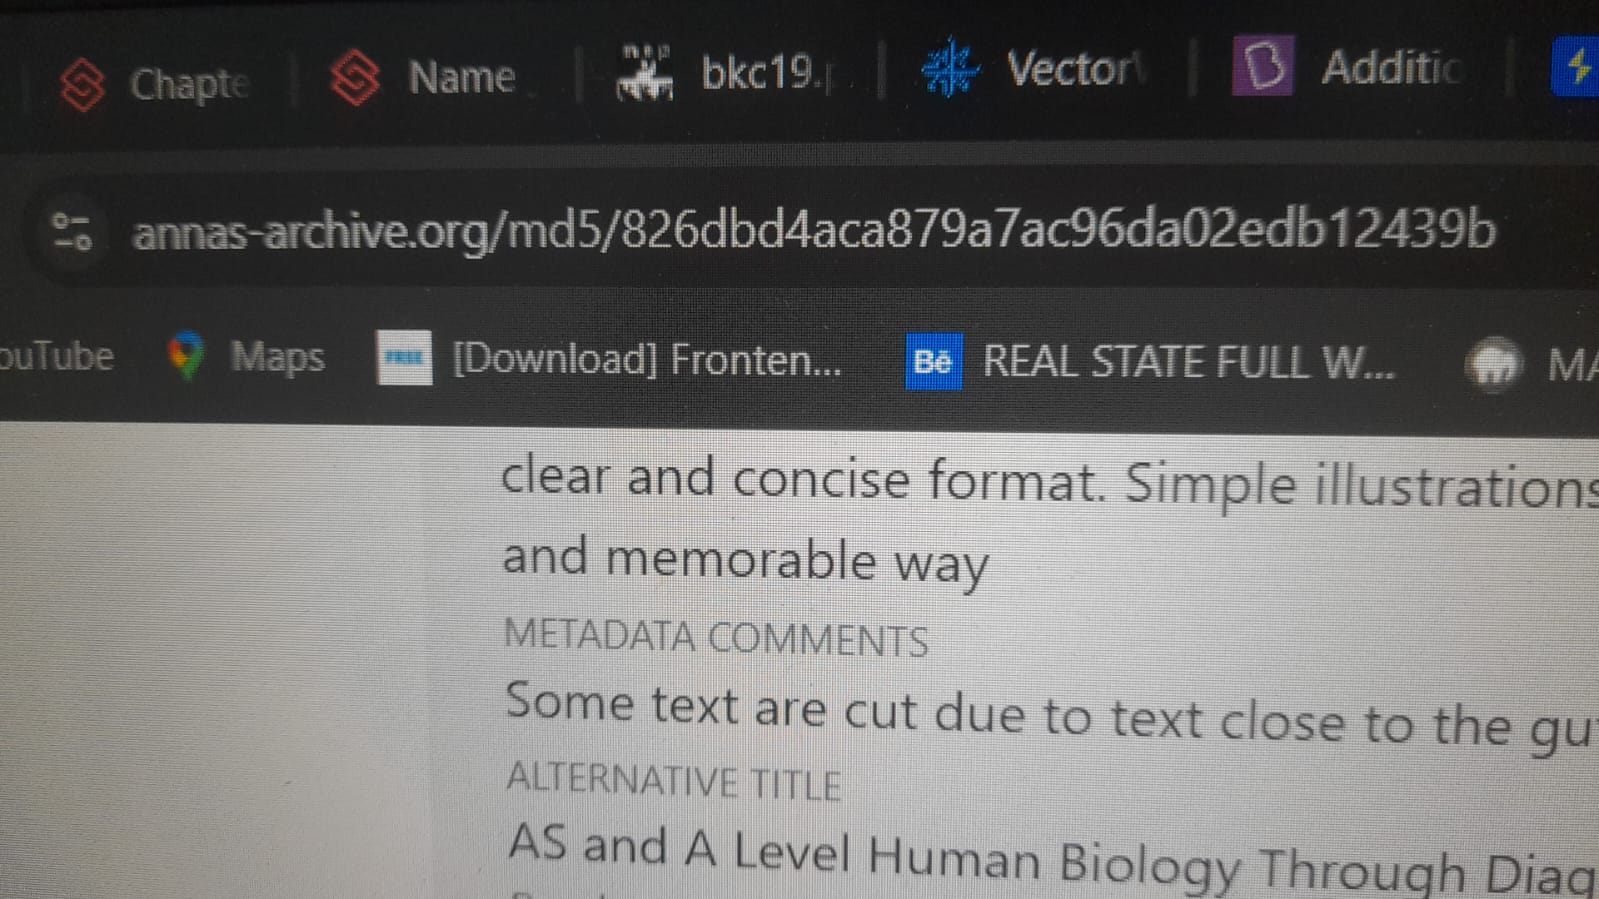 Chapte
Name
bkc19.p
Vector
Additic
annas-archive.org/md5/826dbd4aca879a7ac96da02edb12439b
ouTube
Maps
FREE
[Download] Fronten...
Bē
REAL STATE FULL W...
MA
clear and concise format. Simple illustrations
and memorable way
METADATA COMMENTS
Some text are cut due to text close to the gu
ALTERNATIVE TITLE
AS and A Level Human Biology Through Diag